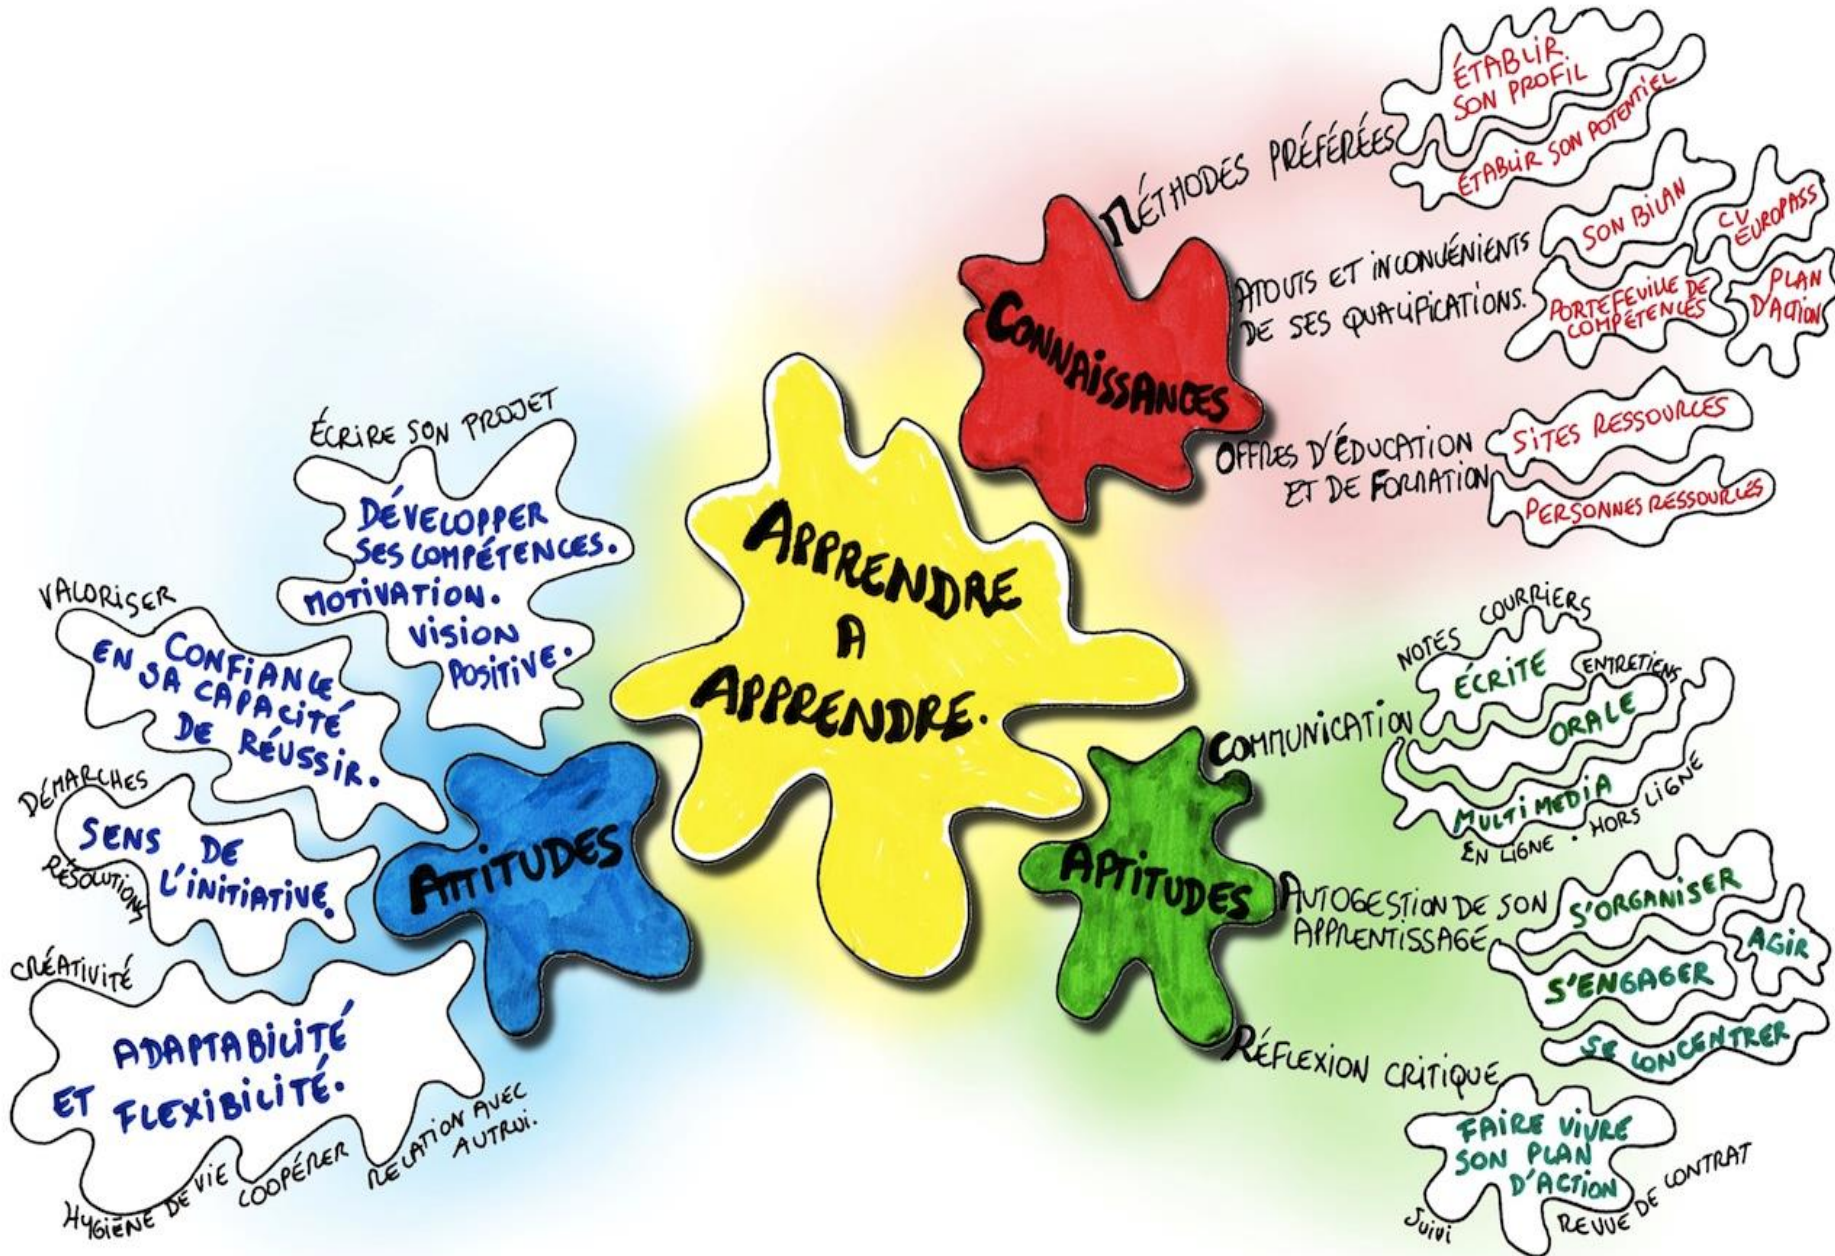 APPRENDRE
A
APPRENDRE.
CONNAISSANCES
MÉTHODES PRÉFÉRÉES
ÉTABLIR
SON PROFIL
ÉTABLIR SON POTENTIEL
ATOUTS ET INCONVÉNIENTS
DE SES QUALIFICATIONS.
SON BILAN
CV
EUROPASS
PORTEFEUILLE DE
COMPÉTENCES
PLAN
D'ACTION
OFFRES D'ÉDUCATION
ET DE FORMATION
SITES RESSOURCES
PERSONNES RESSOURCES
APTITUDES
COMMUNICATION
NOTES COURRIERS
ÉCRITE
ENTRETIENS
ORALE
MULTIMEDIA
EN LIGNE . HORS LIGNE
AUTOGESTION DE SON
APPRENTISSAGE
S'ORGANISER
AGIR
S'ENGAGER
SE CONCENTRER
RÉFLEXION CRITIQUE
FAIRE VIVRE
SON PLAN
D'ACTION
SUIVI
REVUE DE CONTRAT
ATTITUDES
ÉCRIRE SON PROJET
DÉVELOPPER
SES COMPÉTENCES.
MOTIVATION.
VISION
POSITIVE.
VALORISER
CONFIANCE
EN SA CAPACITÉ
DE RÉUSSIR.
DÉMARCHES
SENS DE
L'INITIATIVE.
RÉSOLUTIONS
CRÉATIVITÉ
ADAPTABILITÉ
ET FLEXIBILITÉ.
HYGIÈNE DE VIE
COOPÉRER
RELATION AVEC
AUTRUI.